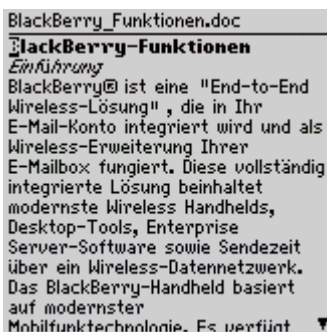 BlackBerry_Funktionen.doc
BlackBerry-Funktionen
Einführung
BlackBerry® ist eine "End-to-End
Wireless-Lösung" , die in Ihr
E-Mail-Konto integriert wird und als
Wireless-Erweiterung Ihrer
E-Mailbox fungiert. Diese vollständig
integrierte Lösung beinhaltet
modernste Wireless Handhelds,
Desktop-Tools, Enterprise
Server-Software sowie Sendezeit
über ein Wireless-Datennetzwerk.
Das BlackBerry-Handheld basiert
auf modernster
Mobilfunktechnologie. Es verfügt